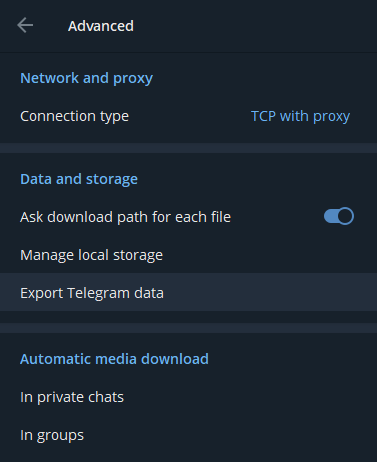 Advanced
Network and proxy
Connection type TCP with proxy
Data and storage
Ask download path for each file
Manage local storage
Export Telegram data
Automatic media download
In private chats
In groups